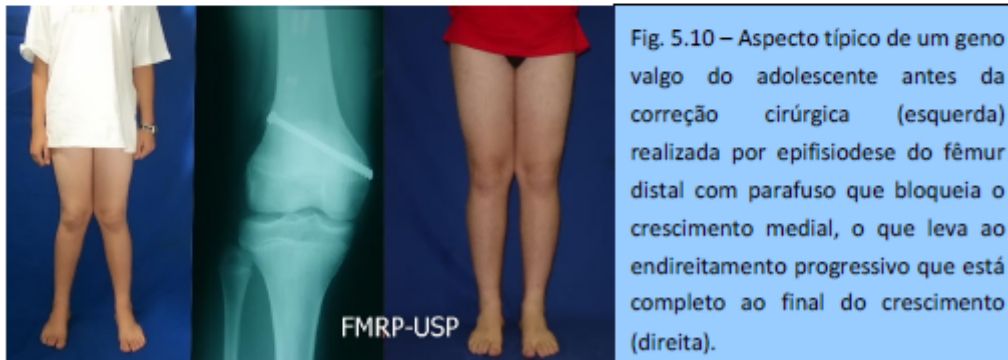 Fig. 5.10 – Aspecto típico de um geno
valgo do adolescente antes da
correção cirúrgica (esquerda)
realizada por epifisiodese do fêmur
distal com parafuso que bloqueia o
crescimento medial, o que leva ao
endireitamento progressivo que está
completo ao final do crescimento
(direita).
FMRP-USP